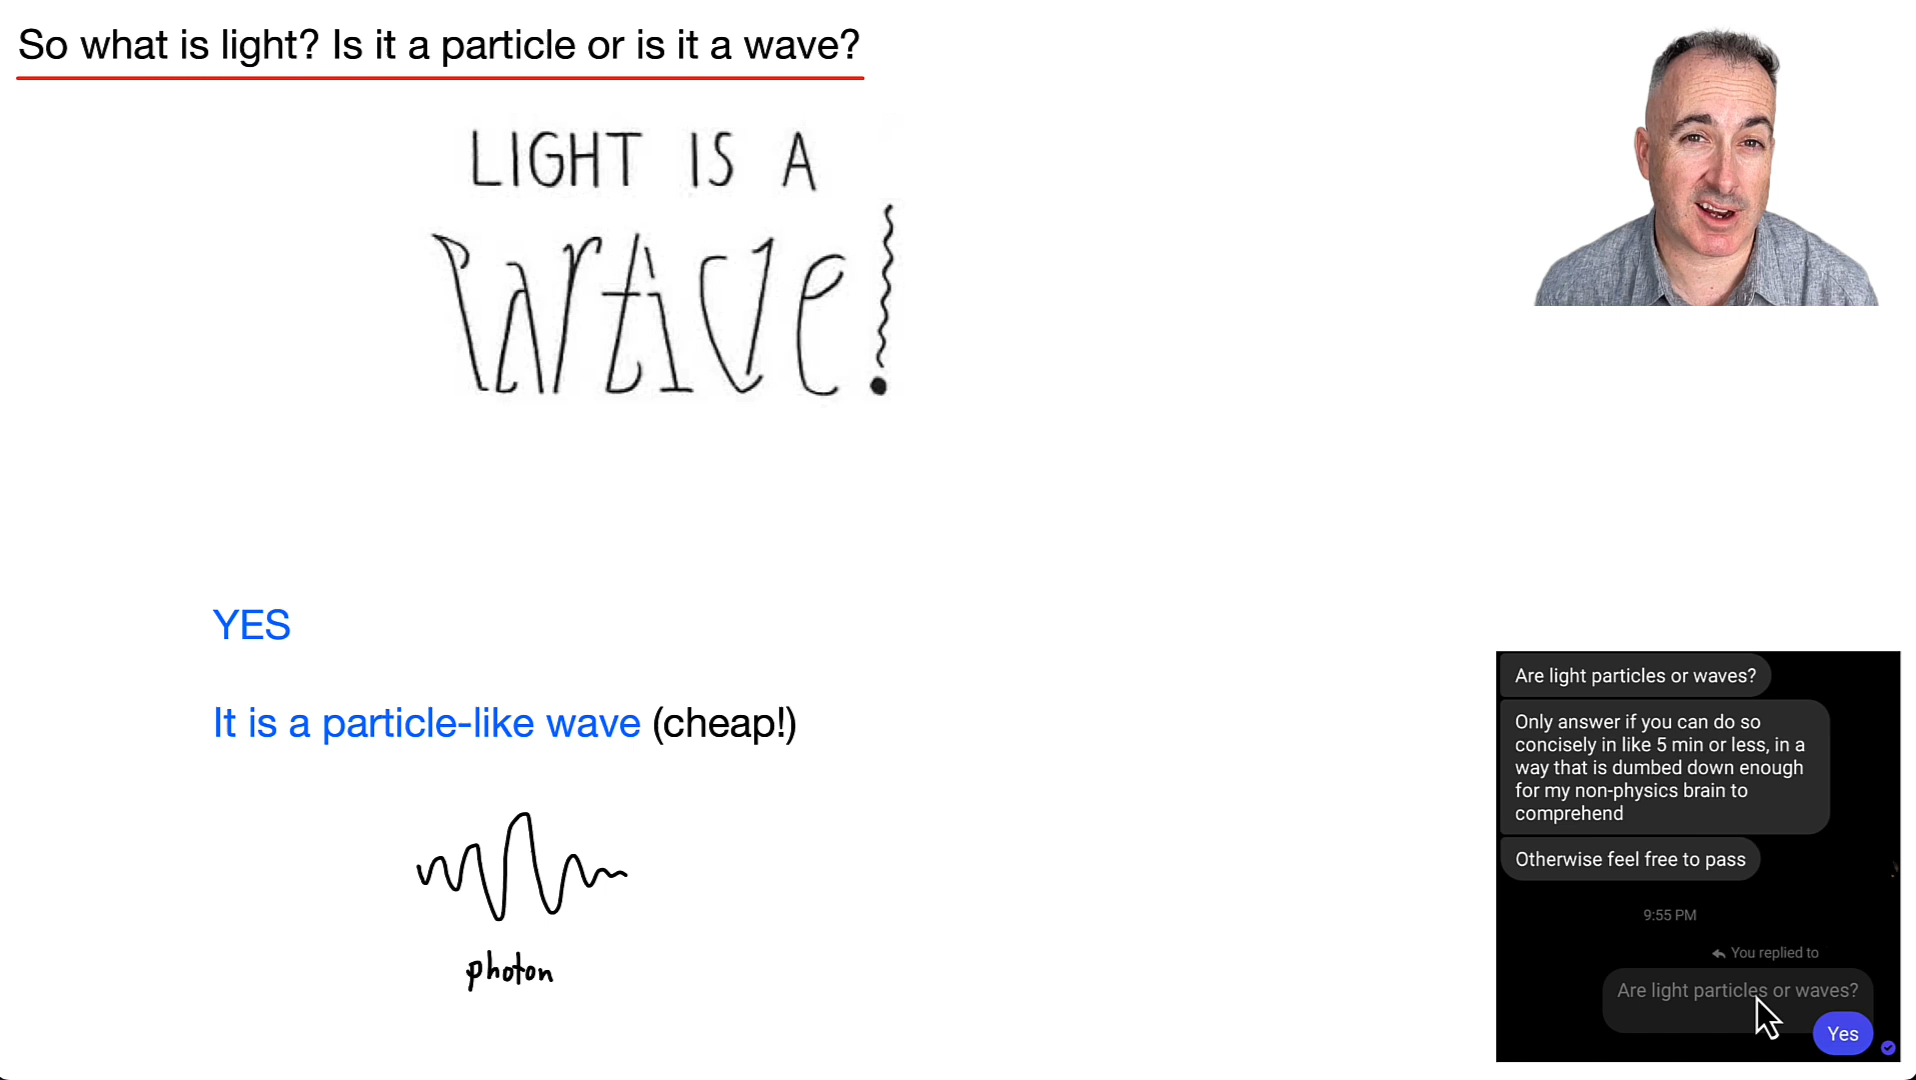 So what is light? Is it a particle or is it a wave?
LIGHT IS A
Particle!
YES
It is a particle-like wave (cheap!)
photon
Are light particles or waves?
Only answer if you can do so
concisely in like 5 min or less, in a
way that is dumbed down enough
for my non-physics brain to
comprehend
Otherwise feel free to pass
9:55 PM
You replied to
Are light particles or waves?
Yes